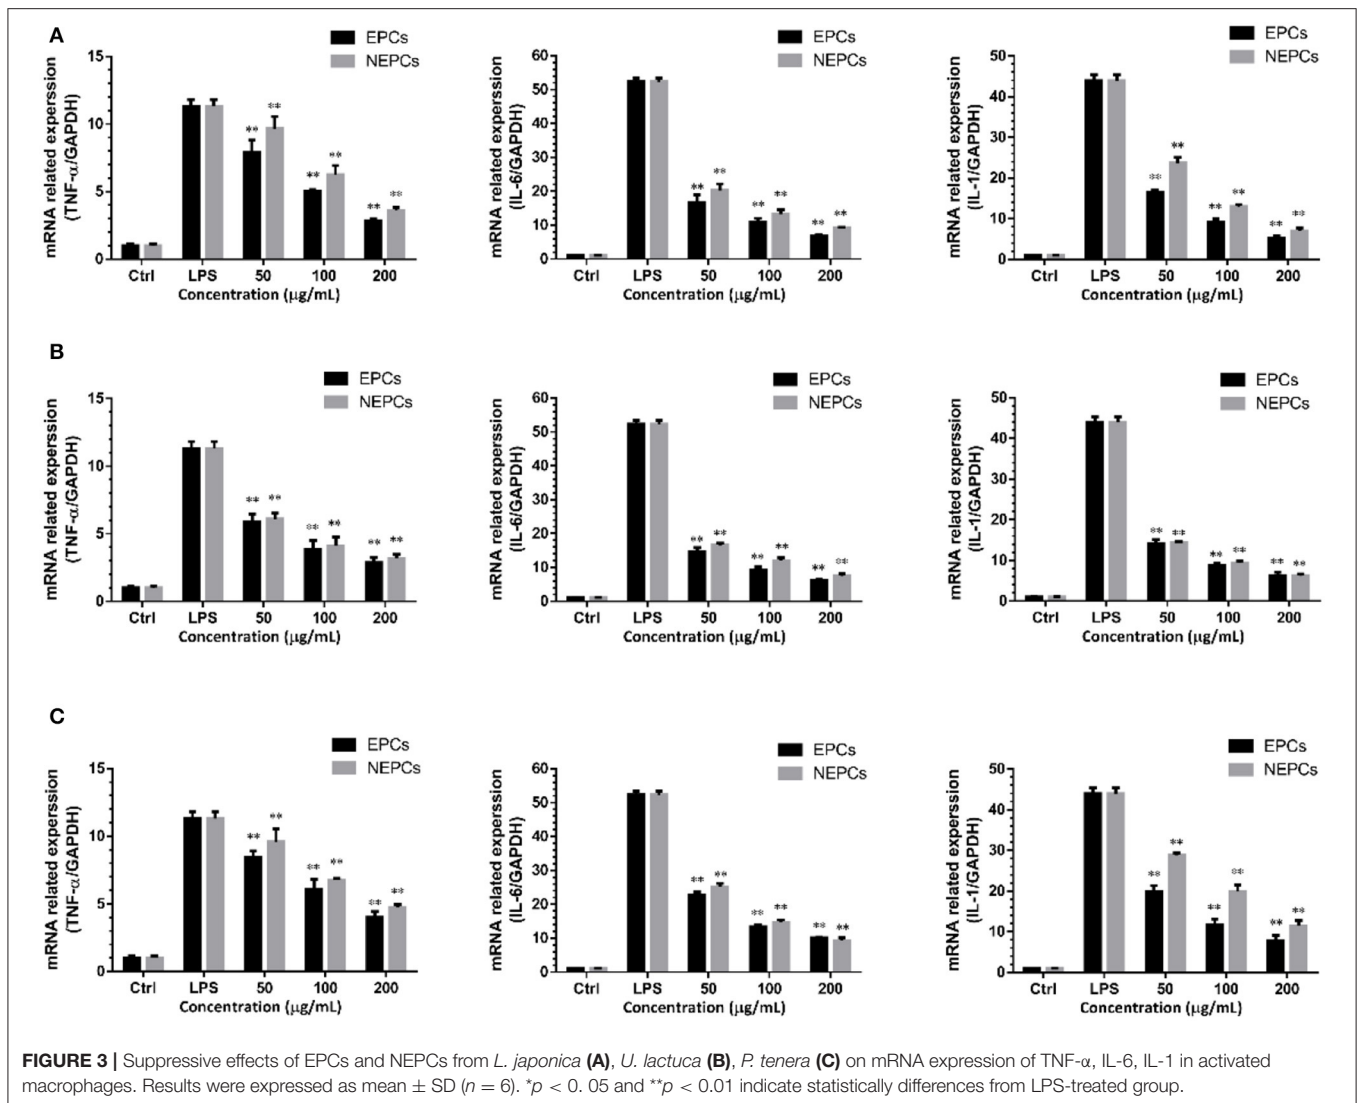 A
EPCs
NEPCs
mRNA related experssion
(TNF-α/GAPDH)
15
10
5
0
** ** ** ** ** **
Ctrl LPS 50 100 200
Concentration (μg/mL)
EPCs
NEPCs
mRNA related experssion
(IL-6/GAPDH)
60
50
40
30
20
10
0
** ** ** ** ** **
Ctrl LPS 50 100 200
Concentration (μg/mL)
EPCs
NEPCs
mRNA related experssion
(IL-1/GAPDH)
50
40
30
20
10
0
** ** ** ** ** **
Ctrl LPS 50 100 200
Concentration (μg/mL)
B
EPCs
NEPCs
mRNA related experssion
(TNF-α/GAPDH)
15
10
5
0
** ** ** ** ** **
Ctrl LPS 50 100 200
Concentration (μg/mL)
EPCs
NEPCs
mRNA related experssion
(IL-6/GAPDH)
60
50
40
30
20
10
0
** ** ** ** ** **
Ctrl LPS 50 100 200
Concentration (μg/mL)
EPCs
NEPCs
mRNA related experssion
(IL-1/GAPDH)
50
40
30
20
10
0
** ** ** ** ** **
Ctrl LPS 50 100 200
Concentration (μg/mL)
C
EPCs
NEPCs
mRNA related experssion
(TNF-α/GAPDH)
15
10
5
0
** ** ** ** ** **
Ctrl LPS 50 100 200
Concentration (μg/mL)
EPCs
NEPCs
mRNA related experssion
(IL-6/GAPDH)
60
50
40
30
20
10
0
** ** ** ** ** **
Ctrl LPS 50 100 200
Concentration (μg/mL)
EPCs
NEPCs
mRNA related experssion
(IL-1/GAPDH)
50
40
30
20
10
0
** ** ** ** ** **
Ctrl LPS 50 100 200
Concentration (μg/mL)
FIGURE 3 | Suppressive effects of EPCs and NEPCs from L. japonica (A), U. lactuca (B), P. tenera (C) on mRNA expression of TNF-α, IL-6, IL-1 in activated
macrophages. Results were expressed as mean ± SD (n = 6). *p < 0. 05 and **p < 0.01 indicate statistically differences from LPS-treated group.